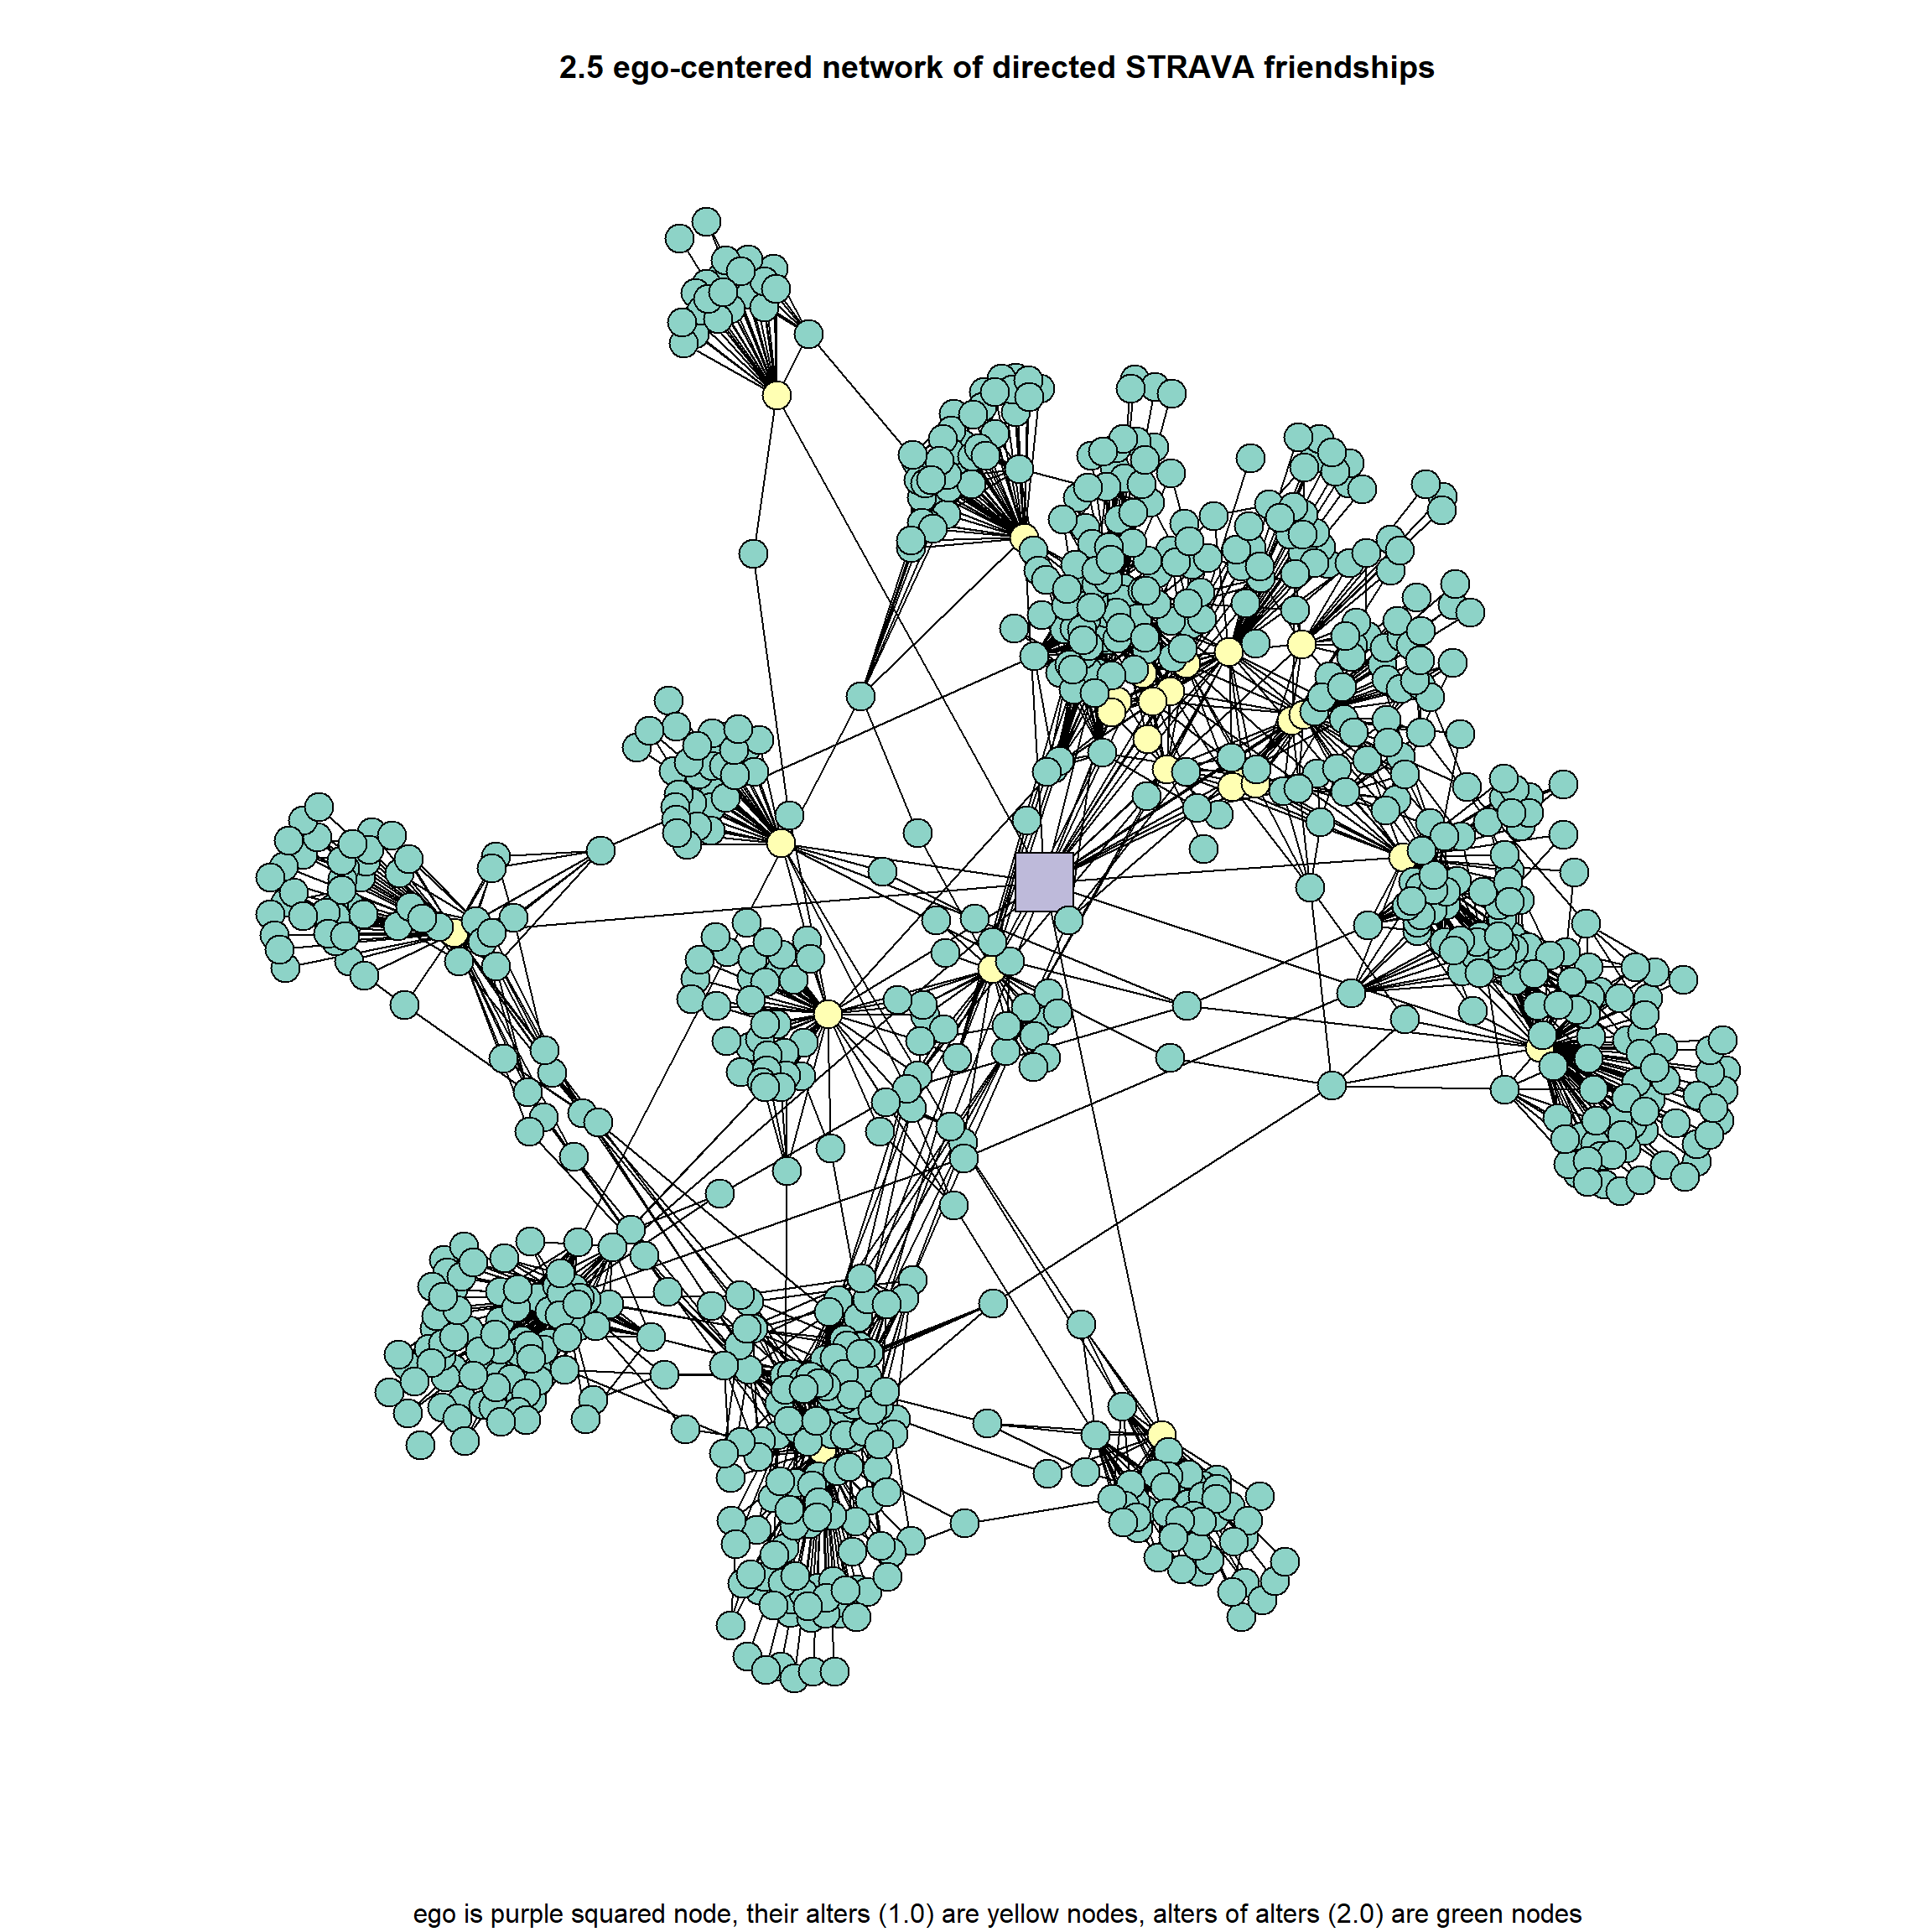 2.5 ego-centered network of directed STRAVA friendships
ego is purple squared node, their alters (1.0) are yellow nodes, alters of alters (2.0) are green nodes